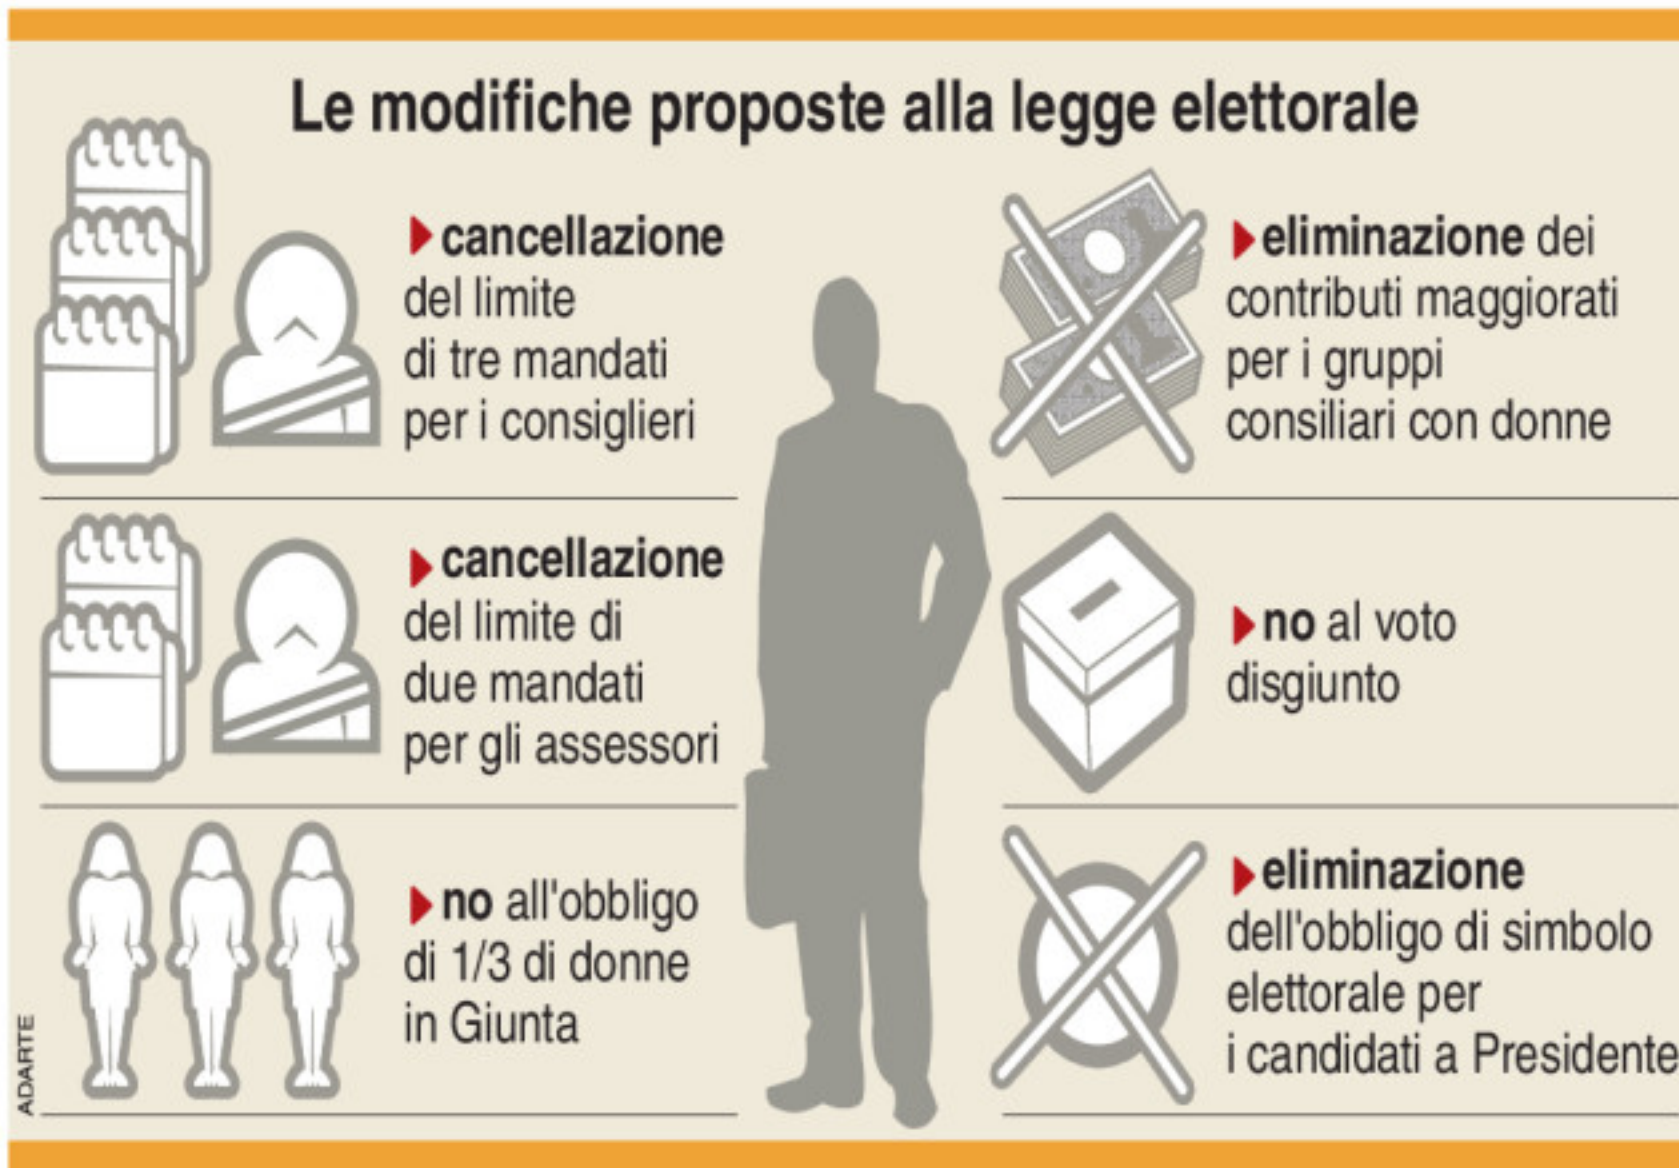 Le modifiche proposte alla legge elettorale
cancellazione
del limite
di tre mandati
per i consiglieri
cancellazione
del limite di
due mandati
per gli assessori
no all'obbligo
di 1/3 di donne
in Giunta
eliminazione dei
contributi maggiorati
per i gruppi
consiliari con donne
no al voto
disgiunto
eliminazione
dell'obbligo di simbolo
elettorale per
i candidati a Presidente
ADARTE